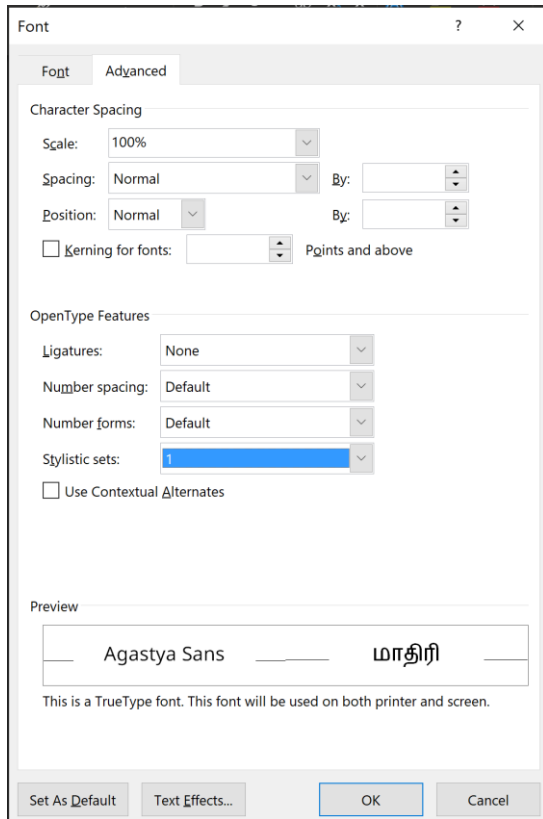 Font ? ×
Font Advanced
Character Spacing
Scale: 100%
Spacing: Normal By:
Position: Normal By:
Kerning for fonts: Points and above
OpenType Features
Ligatures: None
Number spacing: Default
Number forms: Default
Stylistic sets: 1
Use Contextual Alternates
Preview
Agastya Sans மாதிரி
This is a TrueType font. This font will be used on both printer and screen.
Set As Default Text Effects... OK Cancel